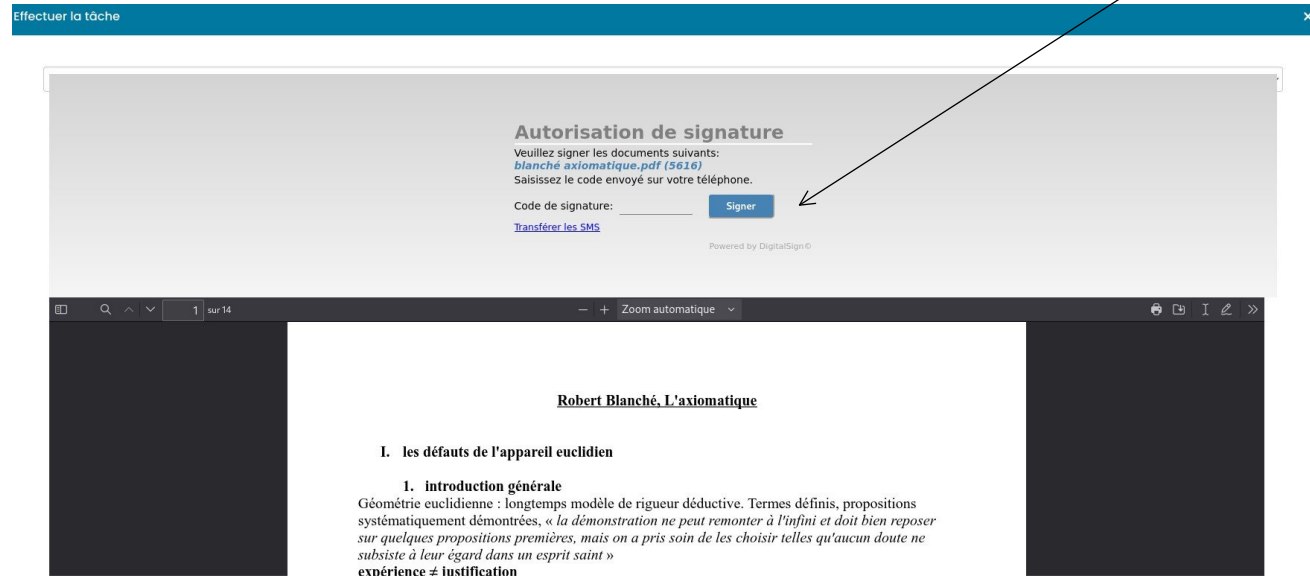 Effectuer la tâche
Autorisation de signature
Veuillez signer les documents suivants:
blanché axiomatique.pdf (5616)
Saisissez le code envoyé sur votre téléphone.
Code de signature: Signer
Transférer les SMS
Powered by DigitalSign©
1 sur 14 Zoom automatique
Robert Blanché, L'axiomatique
I. les défauts de l'appareil euclidien
1. introduction générale
Géométrie euclidienne : longtemps modèle de rigueur déductive. Termes définis, propositions
systématiquement démontrées, « la démonstration ne peut remonter à l'infini et doit bien reposer
sur quelques propositions premières, mais on a pris soin de les choisir telles qu'aucun doute ne
subsiste à leur égard dans un esprit saint »
expérience ≠ justification